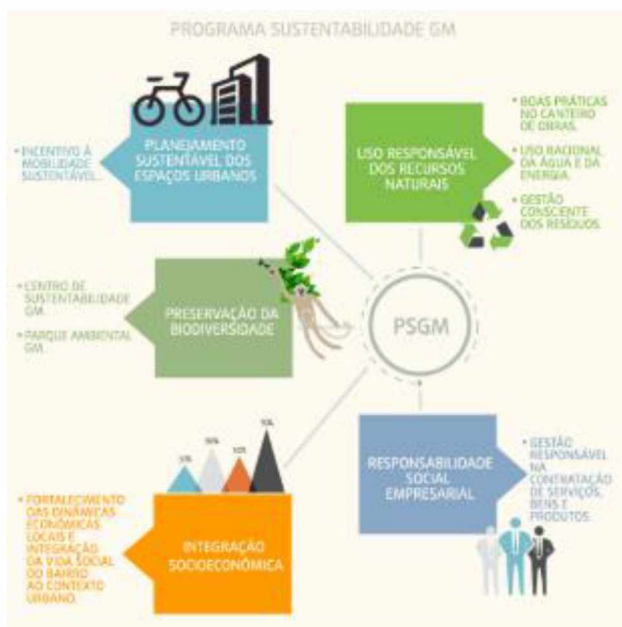 PROGRAMA SUSTENTABILIDADE GM
• INCENTIVO À
MOBILIDADE
SUSTENTÁVEL.
PLANEJAMENTO
SUSTENTÁVEL DOS
ESPAÇOS URBANOS
USO RESPONSÁVEL
DOS RECURSOS
NATURAIS
• BOAS PRÁTICAS
NO CANTEIRO
DE OBRAS.
• USO RACIONAL
DA ÁGUA E DA
ENERGIA.
• GESTÃO
CONSCIENTE
DOS RESÍDUOS.
• CENTRO DE
SUSTENTABILIDADE
GM.
• PARQUE AMBIENTAL
GM.
PRESERVAÇÃO DA
BIODIVERSIDADE
PSGM
RESPONSABILIDADE
SOCIAL
EMPRESARIAL
• GESTÃO
RESPONSÁVEL
NA
CONTRATAÇÃO
DE SERVIÇOS,
BENS E
PRODUTOS.
• FORTALECIMENTO
DAS DINÂMICAS
ECONÔMICAS
LOCAIS E
INTEGRAÇÃO
DA VIDA SOCIAL
DO BAIRRO
AO CONTEXTO
URBANO.
INTEGRAÇÃO
SOCIOECONÔMICA